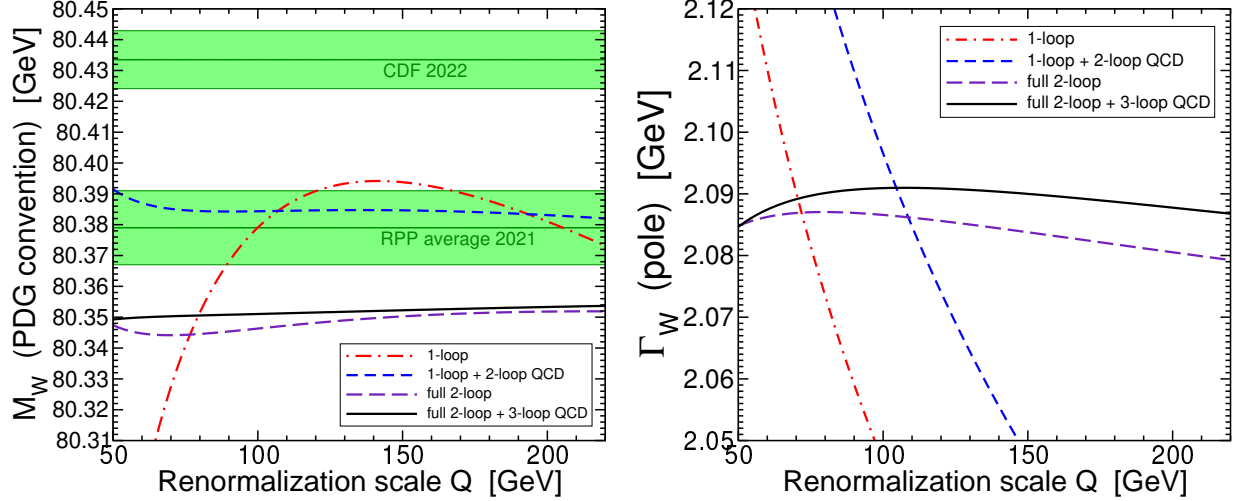 M_W (PDG convention) [GeV]
80.45
80.44
80.43
80.42
80.41
80.40
80.39
80.38
80.37
80.36
80.35
80.34
80.33
80.32
80.31
CDF 2022
RPP average 2021
1-loop
1-loop + 2-loop QCD
full 2-loop
full 2-loop + 3-loop QCD
50 100 150 200
Renormalization scale Q [GeV]
Γ_W (pole) [GeV]
2.12
2.11
2.10
2.09
2.08
2.07
2.06
2.05
1-loop
1-loop + 2-loop QCD
full 2-loop
full 2-loop + 3-loop QCD
50 100 150 200
Renormalization scale Q [GeV]